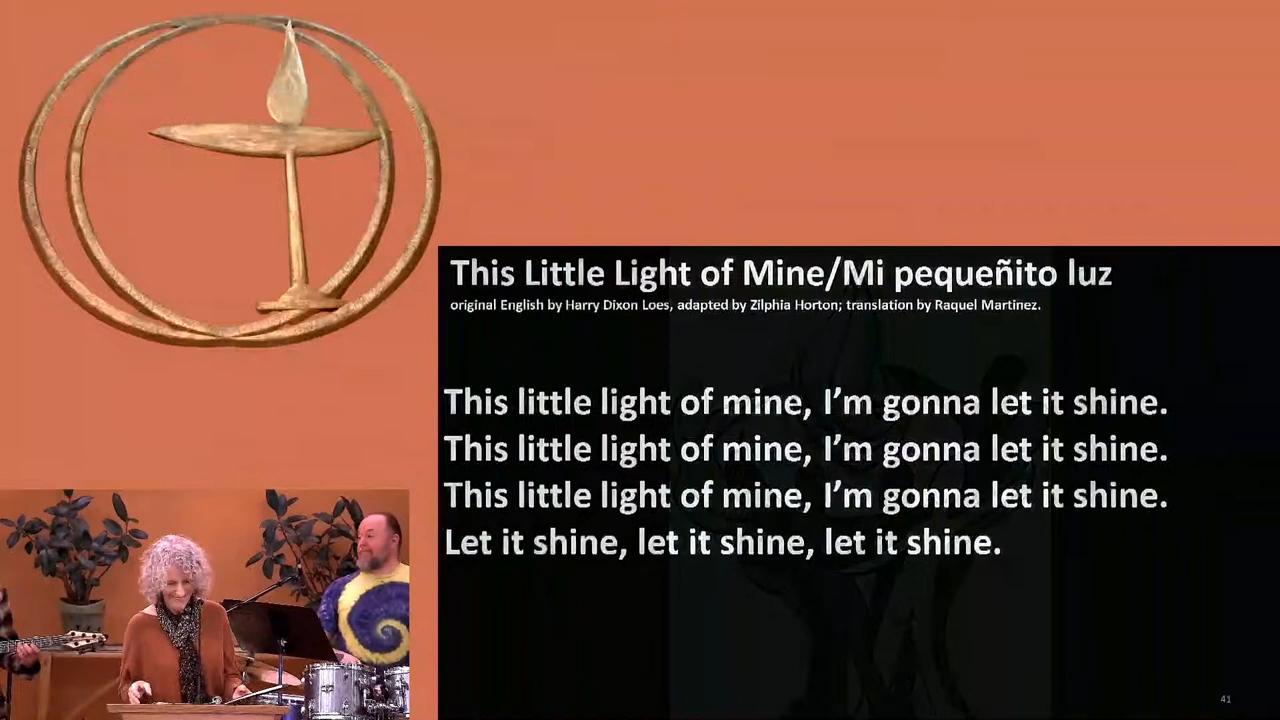 This Little Light of Mine/Mi pequeñito luz
original English by Harry Dixon Loes, adapted by Zilphia Horton; translation by Raquel Martinez.
This little light of mine, I’m gonna let it shine.
This little light of mine, I’m gonna let it shine.
This little light of mine, I’m gonna let it shine.
Let it shine, let it shine, let it shine.
41